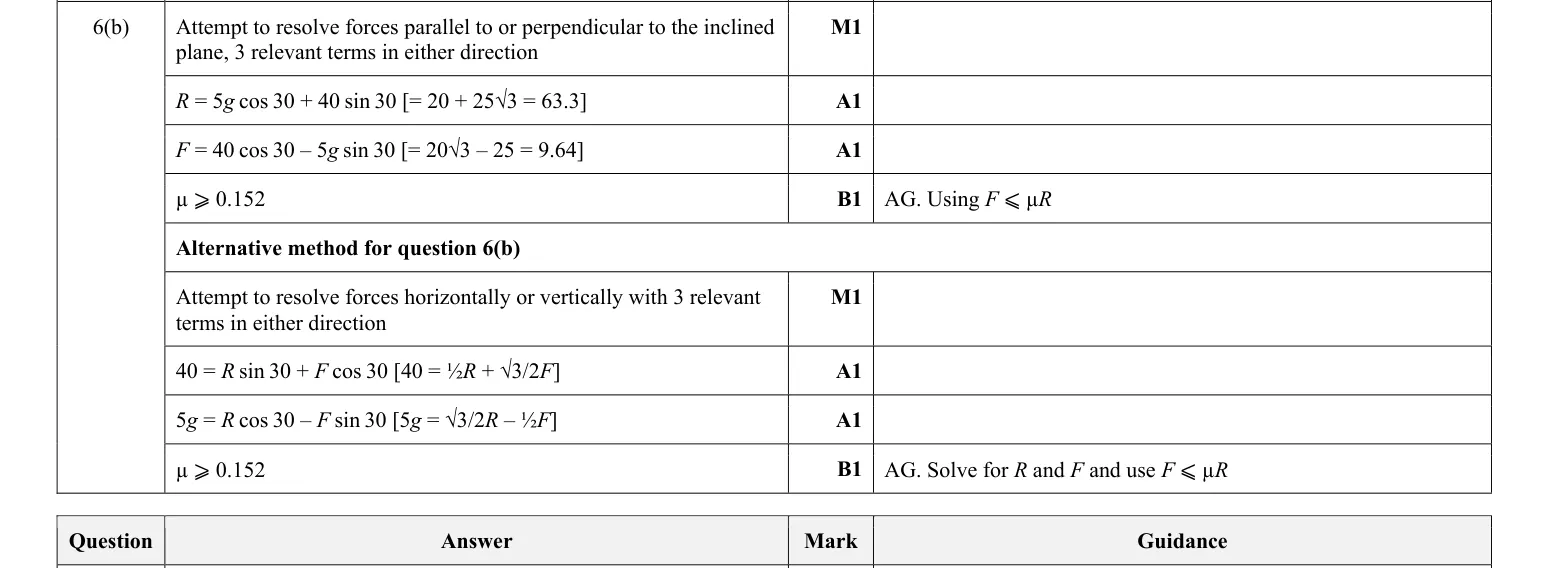 6(b) Attempt to resolve forces parallel to or perpendicular to the inclined M1
plane, 3 relevant terms in either direction
R = 5g cos 30 + 40 sin 30 [= 20 + 25√3 = 63.3] A1
F = 40 cos 30 – 5g sin 30 [= 20√3 – 25 = 9.64] A1
μ ⩾ 0.152 B1 AG. Using F ⩽ μR
Alternative method for question 6(b)
Attempt to resolve forces horizontally or vertically with 3 relevant M1
terms in either direction
40 = R sin 30 + F cos 30 [40 = ½R + √3/2F] A1
5g = R cos 30 – F sin 30 [5g = √3/2R – ½F] A1
μ ⩾ 0.152 B1 AG. Solve for R and F and use F ⩽ μR
Question Answer Mark Guidance